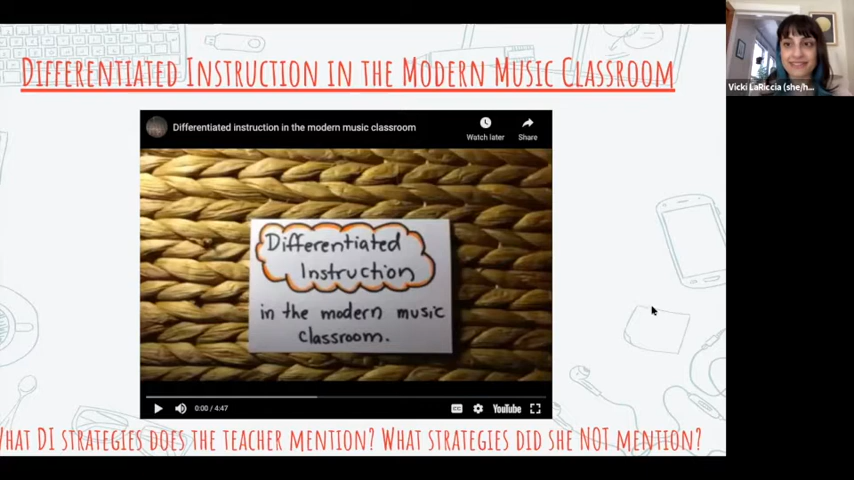 DIFFERENTIATED INSTRUCTION IN THE MODERN MUSIC CLASSROOM
Vicki LaRiccia (she/h...
Differentiated instruction in the modern music classroom
Watch later
Share
Differentiated
Instruction
in the modern music
classroom.
0:00 / 4:47
CC
YouTube
WHAT DI STRATEGIES DOES THE TEACHER MENTION? WHAT STRATEGIES DID SHE NOT MENTION?